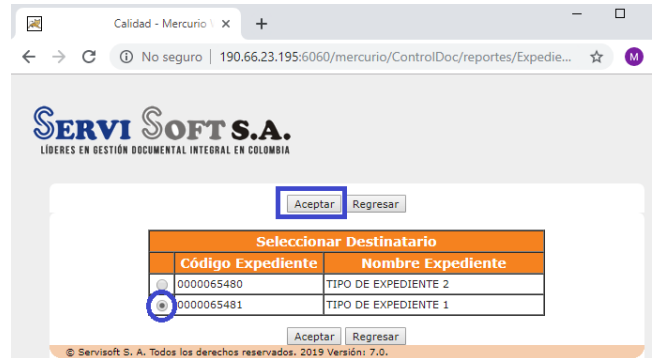 Calidad - Mercurio
No seguro | 190.66.23.195:6060/mercurio/ControlDoc/reportes/Expedie...
M
SERVI SOFT S.A.
LÍDERES EN GESTIÓN DOCUMENTAL INTEGRAL EN COLOMBIA
Aceptar Regresar
Seleccionar Destinatario
Código Expediente Nombre Expediente
0000065480 TIPO DE EXPEDIENTE 2
0000065481 TIPO DE EXPEDIENTE 1
Aceptar Regresar
© Servisoft S. A. Todos los derechos reservados. 2019 Versión: 7.0.